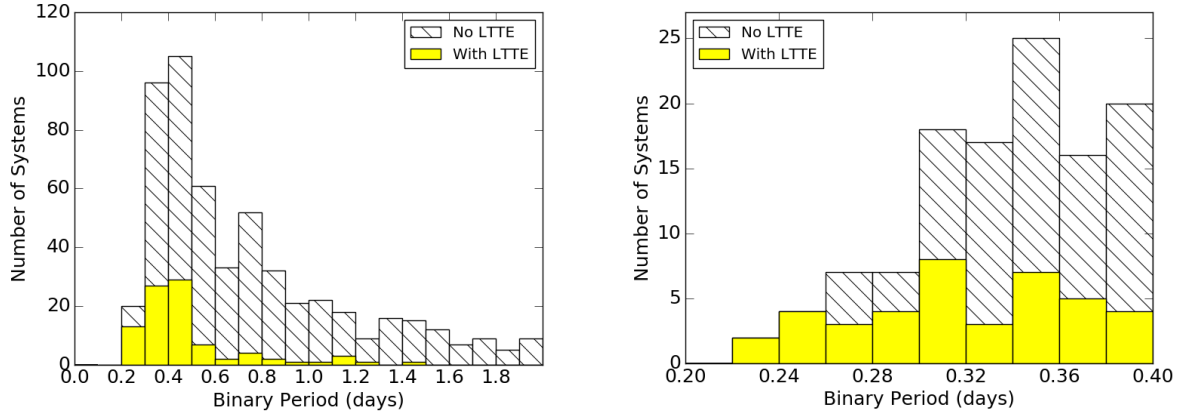 120
100
80
60
40
20
0
0.0 0.2 0.4 0.6 0.8 1.0 1.2 1.4 1.6 1.8
Binary Period (days)
Number of Systems
No LTTE
With LTTE
25
20
15
10
5
0
0.20 0.24 0.28 0.32 0.36 0.40
Binary Period (days)
Number of Systems
No LTTE
With LTTE